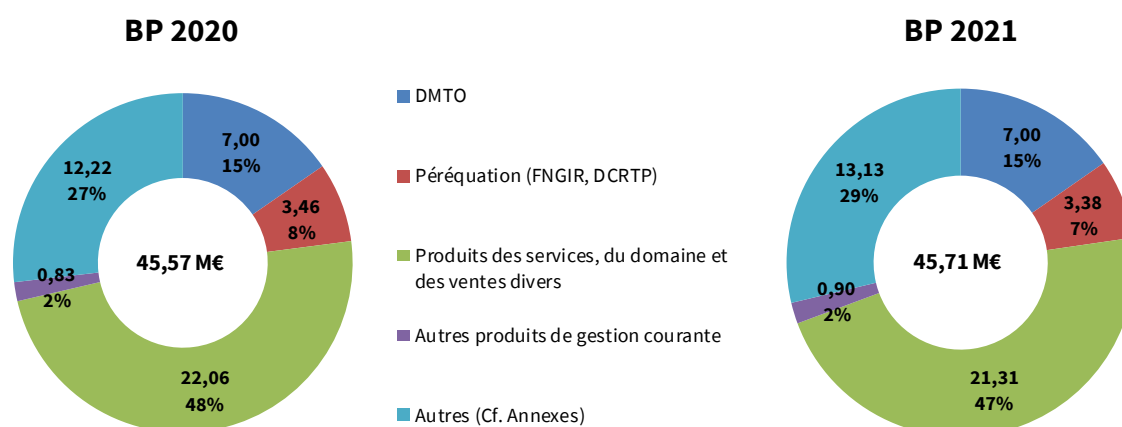 BP 2020
7,00
15%
3,46
8%
22,06
48%
0,83
2%
12,22
27%
45,57 M€
DMTO
Péréquation (FNGIR, DCRTP)
Produits des services, du domaine et
des ventes divers
Autres produits de gestion courante
Autres (Cf. Annexes)
BP 2021
7,00
15%
3,38
7%
21,31
47%
0,90
2%
13,13
29%
45,71 M€